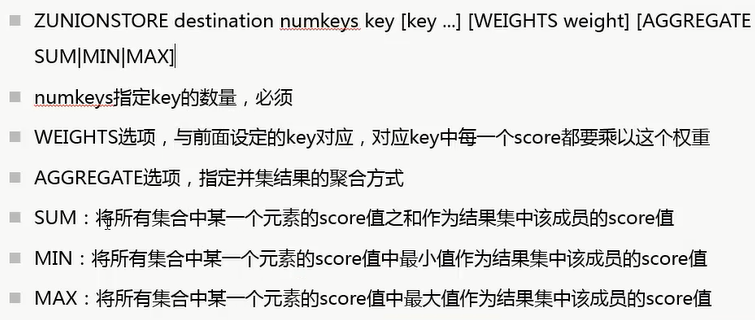 ZUNIONSTORE destination numkeys key [key ...] [WEIGHTS weight] [AGGREGATE
SUM|MIN|MAX]
numkeys指定key的数量，必须
WEIGHTS选项，与前面设定的key对应，对应key中每一个score都要乘以这个权重
AGGREGATE选项，指定并集结果的聚合方式
SUM：将所有集合中某一个元素的score值之和作为结果集中该成员的score值
MIN：将所有集合中某一个元素的score值中最小值作为结果集中该成员的score值
MAX：将所有集合中某一个元素的score值中最大值作为结果集中该成员的score值